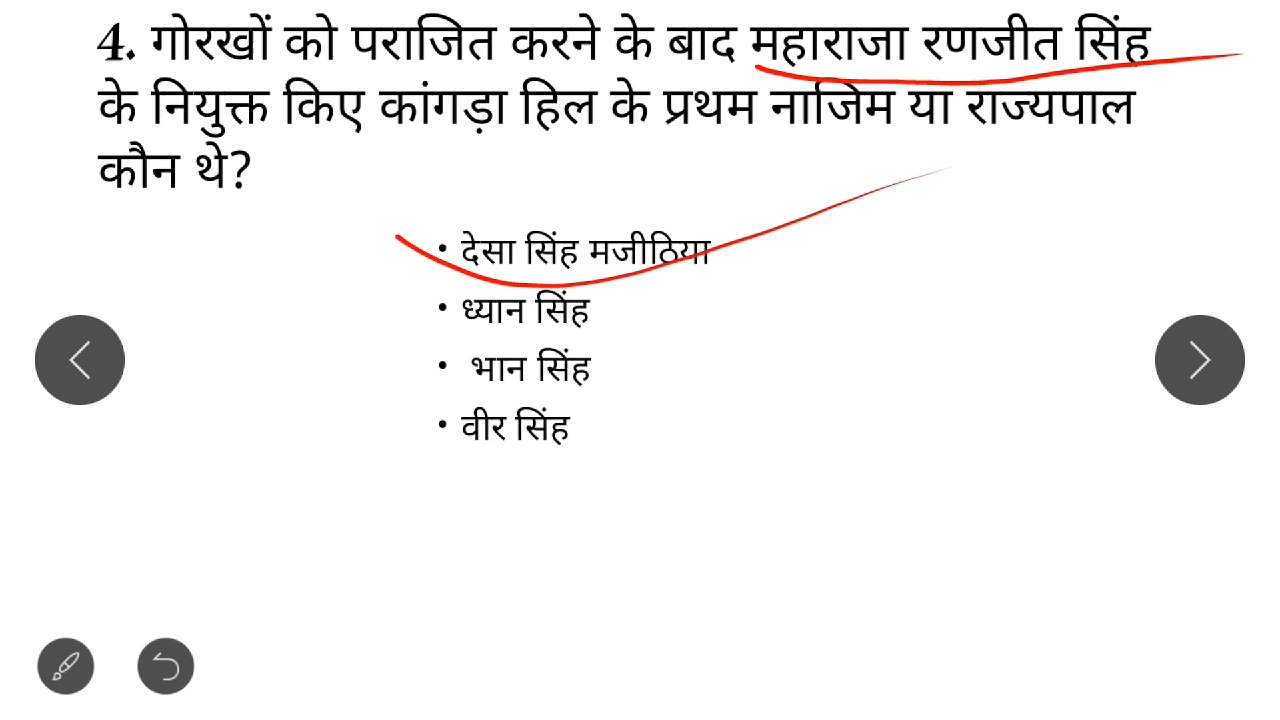 4. गोरखों को पराजित करने के बाद महाराजा रणजीत सिंह
के नियुक्त किए कांगड़ा हिल के प्रथम नाजिम या राज्यपाल
कौन थे?
• देसा सिंह मजीठिया
• ध्यान सिंह
• भान सिंह
• वीर सिंह